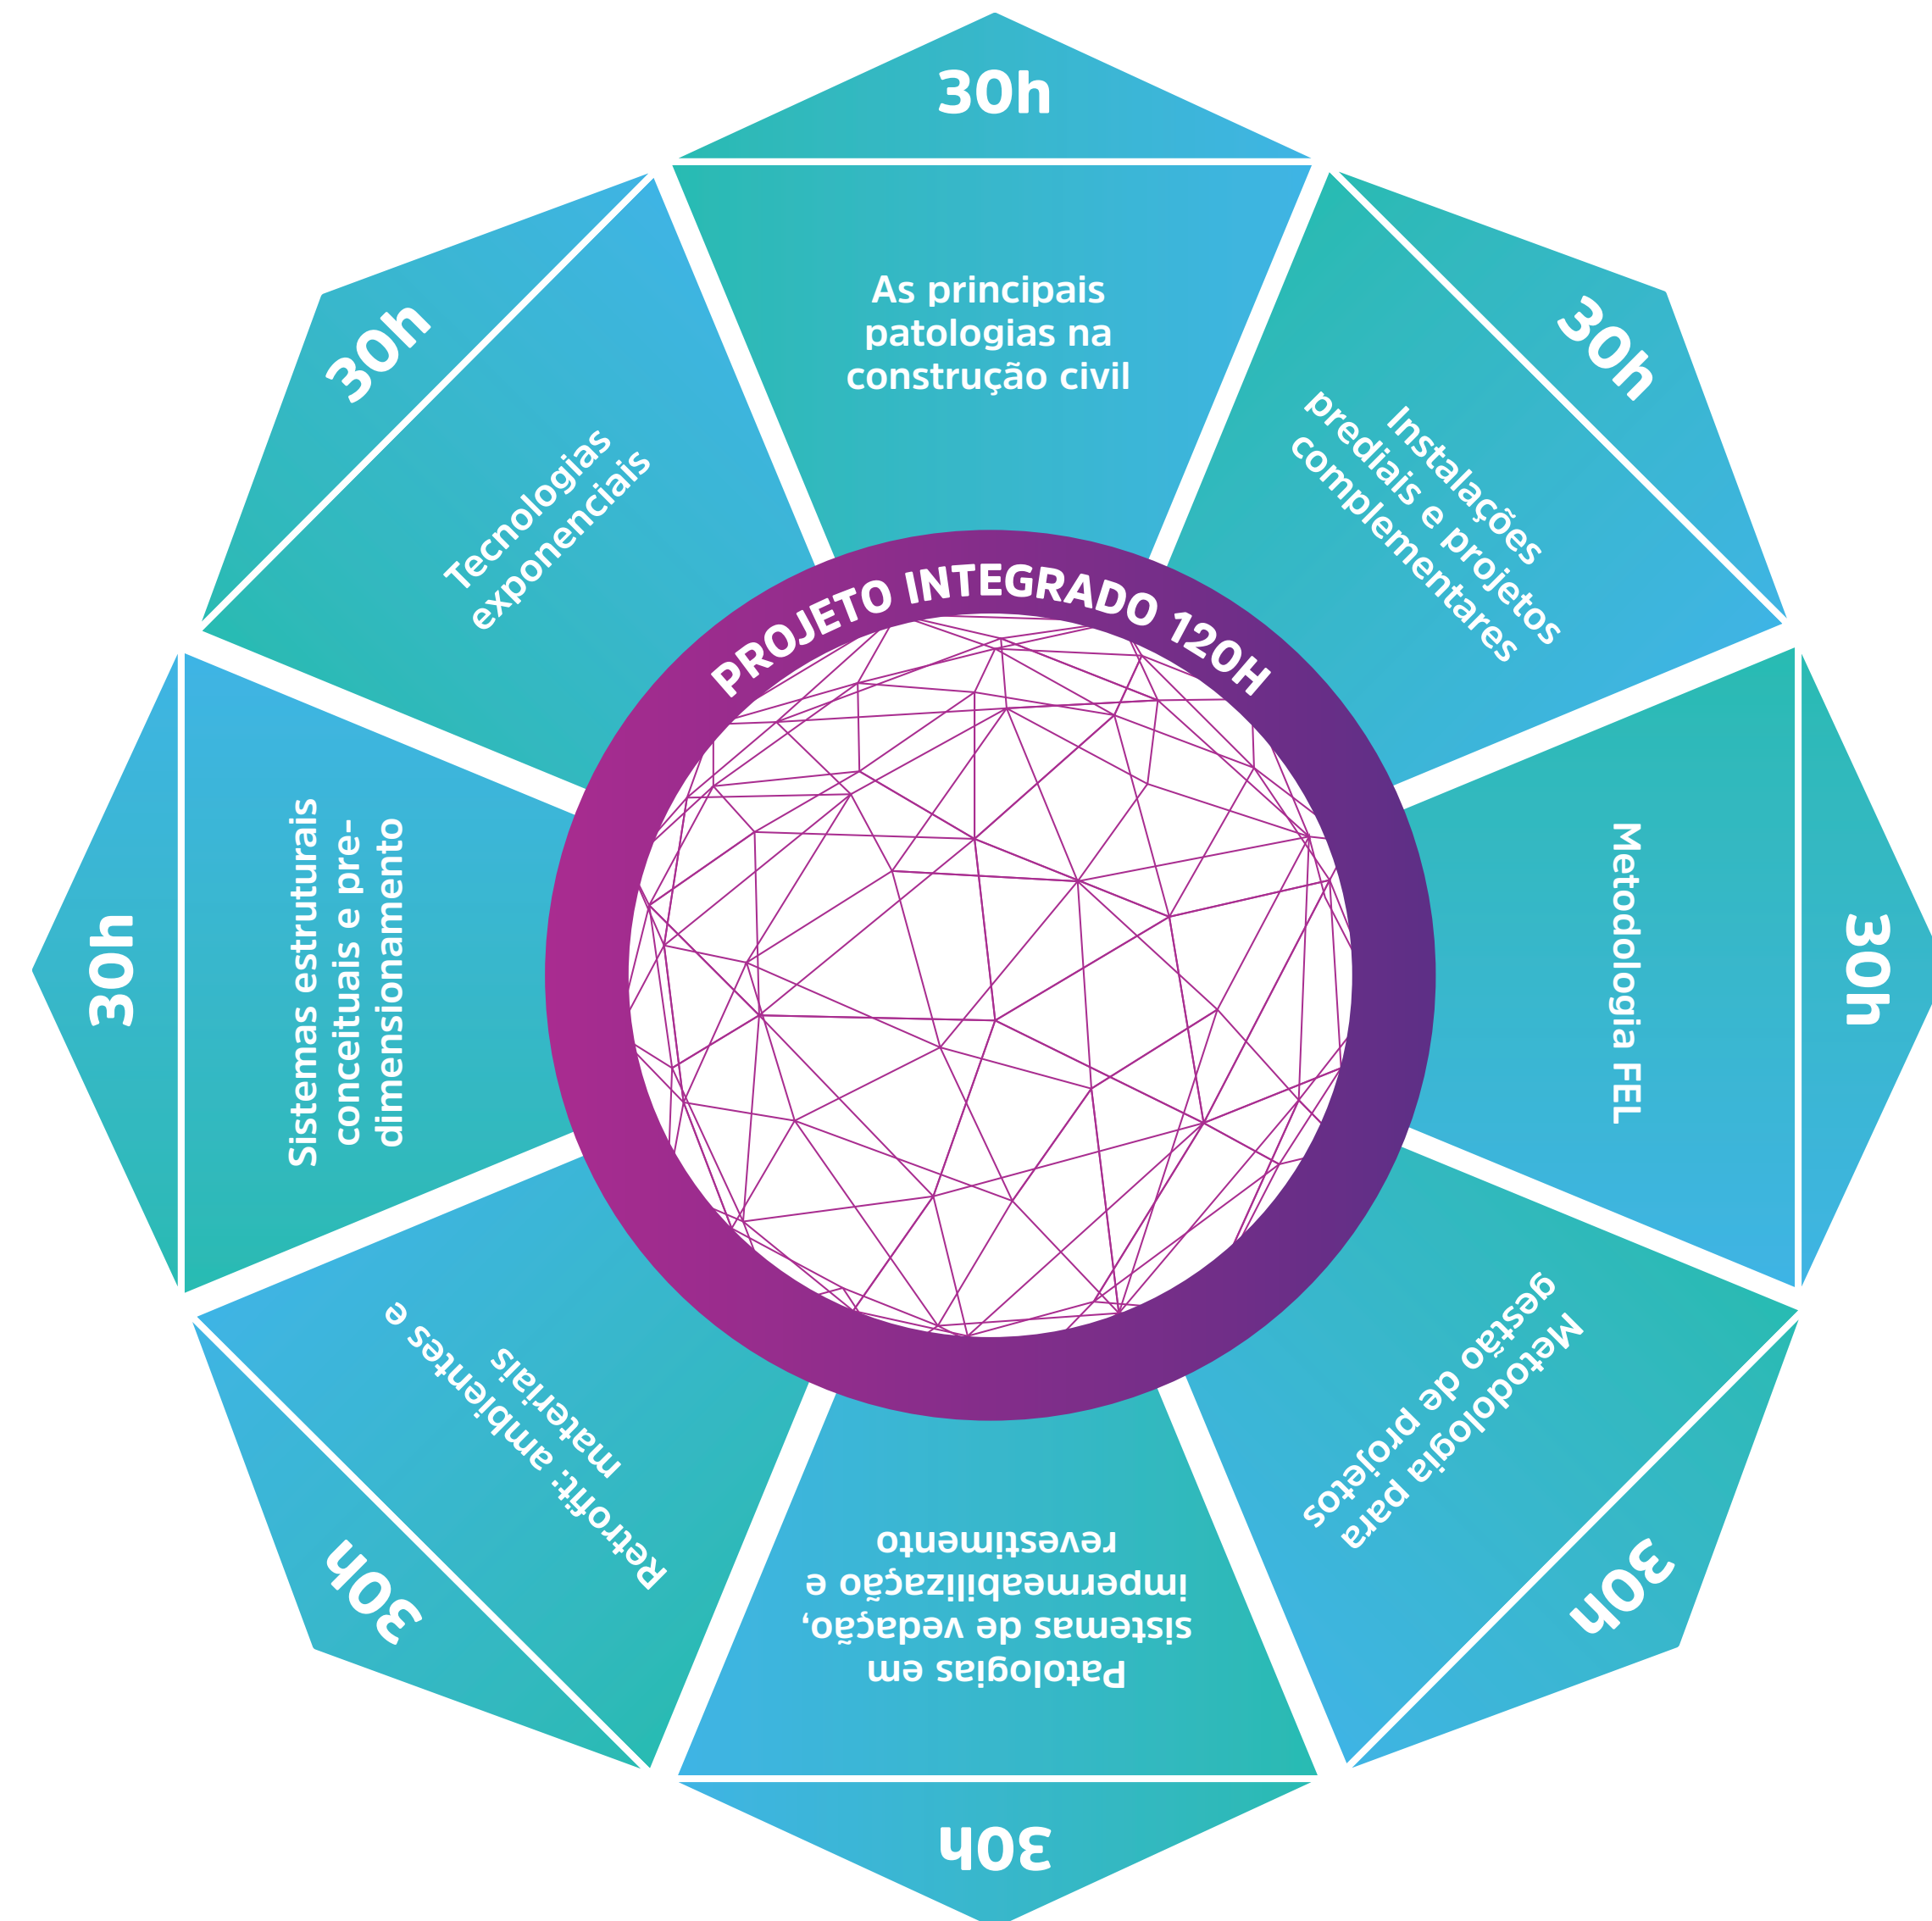 30h
As principais
patologias na
construção civil
30h
Instalações
prediais e projetos
complementares
30h
Metodologia FEL
30h
Metodologia para
gestão de projetos
30h
Patologias em
sistemas de vedação,
impermeabilização e
revestimento
30h
Retrofit: ambientes e
materiais
30h
Sistemas estruturais
conceituais e pre-
dimensionamento
30h
Tecnologias
exponenciais
PROJETO INTEGRADO 120H